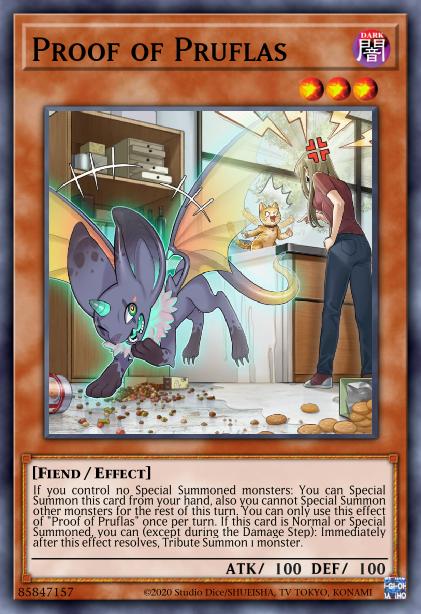 PROOF OF PRUFLAS
DARK
闇
[FIEND / EFFECT]
If you control no Special Summoned monsters: You can Special
Summon this card from your hand, also you cannot Special Summon
other monsters for the rest of this turn. You can only use this effect
of "Proof of Pruflas" once per turn. If this card is Normal or Special
Summoned, you can (except during the Damage Step): Immediately
after this effect resolves, Tribute Summon 1 monster.
ATK/ 100 DEF/ 100
85847157
©2020 Studio Dice/SHUEISHA, TV TOKYO, KONAMI